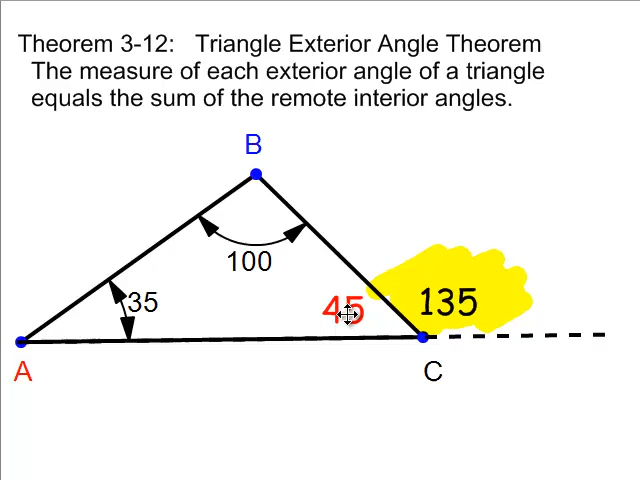 Theorem 3-12: Triangle Exterior Angle Theorem
The measure of each exterior angle of a triangle
equals the sum of the remote interior angles.
B
100
35
45
135
A
C